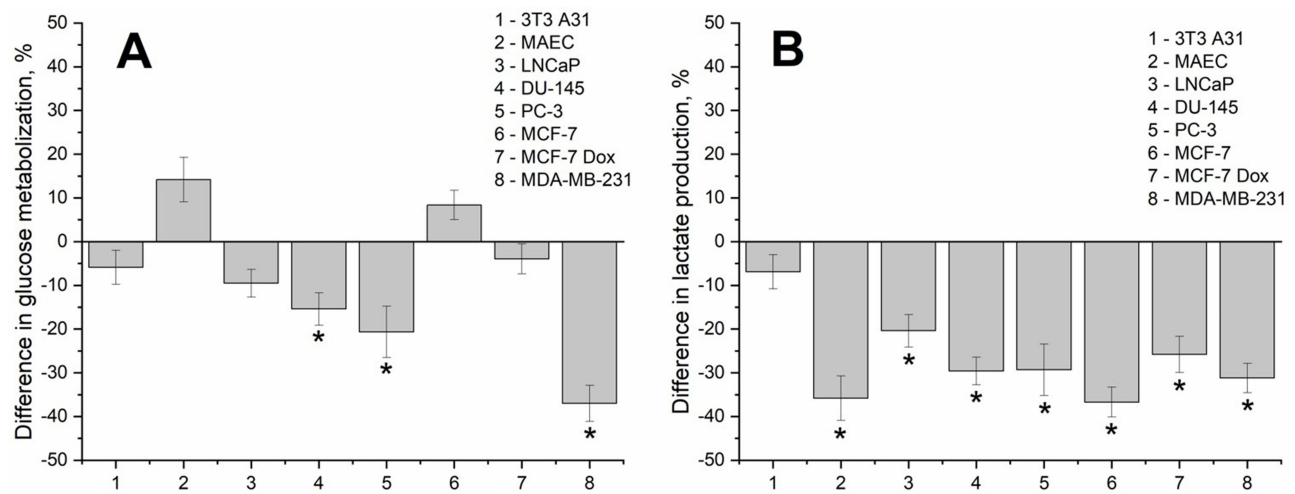 A
Difference in glucose metabolization, %
50
40
30
20
10
0
-10
-20
-30
-40
-50
1 - 3T3 A31
2 - MAEC
3 - LNCaP
4 - DU-145
5 - PC-3
6 - MCF-7
7 - MCF-7 Dox
8 - MDA-MB-231
*
*
*
1 2 3 4 5 6 7 8
B
Difference in lactate production, %
50
40
30
20
10
0
-10
-20
-30
-40
-50
1 - 3T3 A31
2 - MAEC
3 - LNCaP
4 - DU-145
5 - PC-3
6 - MCF-7
7 - MCF-7 Dox
8 - MDA-MB-231
*
*
*
*
*
*
*
1 2 3 4 5 6 7 8